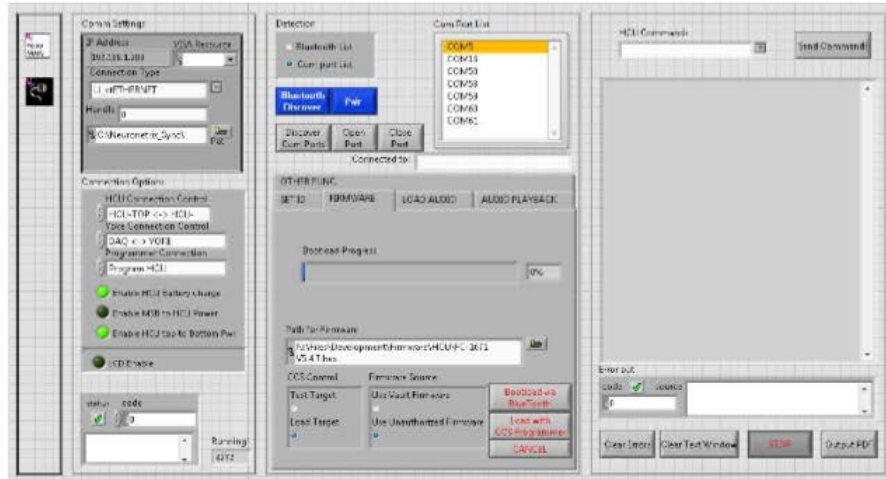 Comm Settings
IP Address
VISA Resource
Connection Type
Handle
0
C:\Neurometrix_Sync\
Connection Options
HCU Connection Control
HCU-TOP <-> HCU-
Yoke Connection Control
DAQ <-> YOKE
Programmer Connection
Program HCU
Enable HCU Battery Charge
Enable MSB to HCU Power
Enable HCU top to Bottom Pwr
LCD Enable
status
code
0
Running
Detection
Bluetooth List
Com port List
Bluetooth
Discover
Pair
Discover
Com Ports
Open
Port
Close
Port
Com Port List
COM5
COM16
COM60
COM61
Connected to:
OTHER FUNC.
SET ID
FIRMWARE
LOAD AUDIO
AUDIO PLAYBACK
Bootload Progress
0%
Path for Firmware
CCS Control
Test Target
Load Target
Firmware Source
Use Vault Firmware
Use Unauthorized Firmware
Bootload via
BlueTooth
Load with
CCS Programmer
CANCEL
HCU Commands
Send Command
Error out
code
source
0
Clear Errors
Clear Text Window
STOP
Output PDF